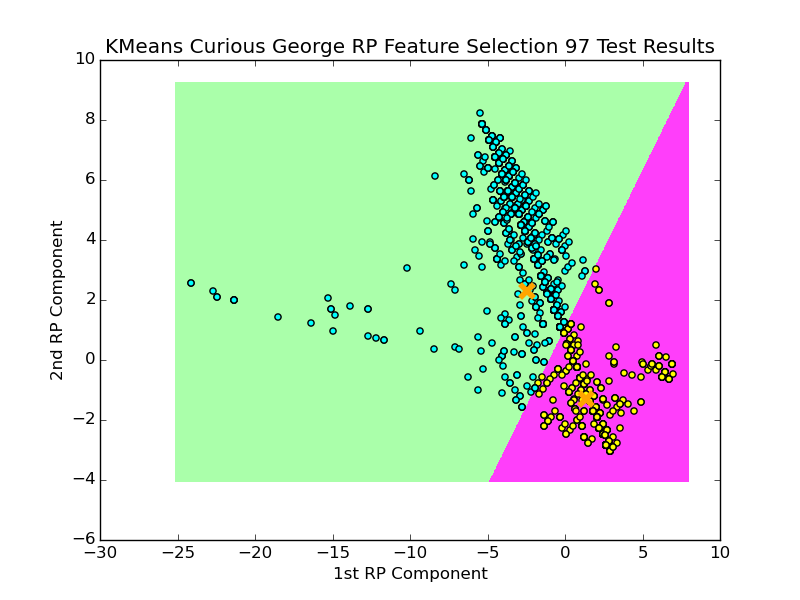 KMeans Curious George RP Feature Selection 97 Test Results
10
8
6
4
2
0
−2
−4
−6
2nd RP Component
−30 −25 −20 −15 −10 −5 0 5 10
1st RP Component